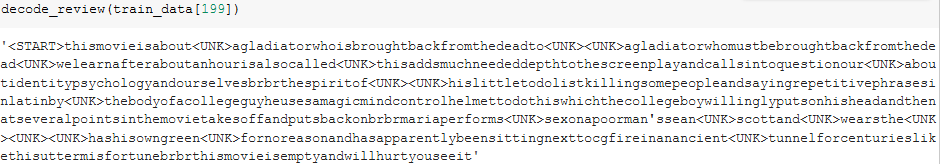 decode_review(train_data[199])
'<START>thismovieisabout<UNK>agladiatorwhoisbroughtbackfromthedeadto<UNK><UNK>agladiatorwhomustbebroughtbackfromthede
ad<UNK>welearnafteraboutanhourisalsocalled<UNK>thisaddsmuchneededdepthtothescreenplayandcallsintoquestionour<UNK>abou
tidentitypsychologyandourselvesbrbrthespiritof<UNK><UNK>hislittletodolistkillingsomepeopleandsayingrepetitivephrasesi
nlatinby<UNK>thebodyofacollegeguyheusesamagicmindcontrolhelmettodothiswhichthecollegeboywillinglyputsonhisheadandthen
atseveralpointsinthemovietakesoffandputsbackonbrbrmariaperforms<UNK>sexonapoorman'ssean<UNK>scottand<UNK>wearsthe<UNK
><UNK><UNK>hashisowngreen<UNK>fornoreasonandhasapparentlybeensittingnexttocgfireinanancient<UNK>tunnelforcenturieslik
ethisuttermisfortunebrbrthismovieisemptyandwillhurtyouseeit'